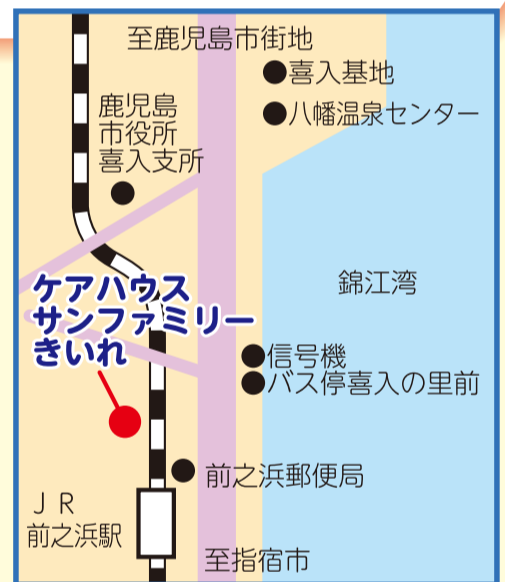 至鹿児島市街地
●喜入基地
●八幡温泉センター
鹿児島
市役所
喜入支所
錦江湾
ケアハウス
サンファミリー
きいれ
●信号機
●バス停喜入の里前
前之浜郵便局
ＪＲ
前之浜駅
至指宿市